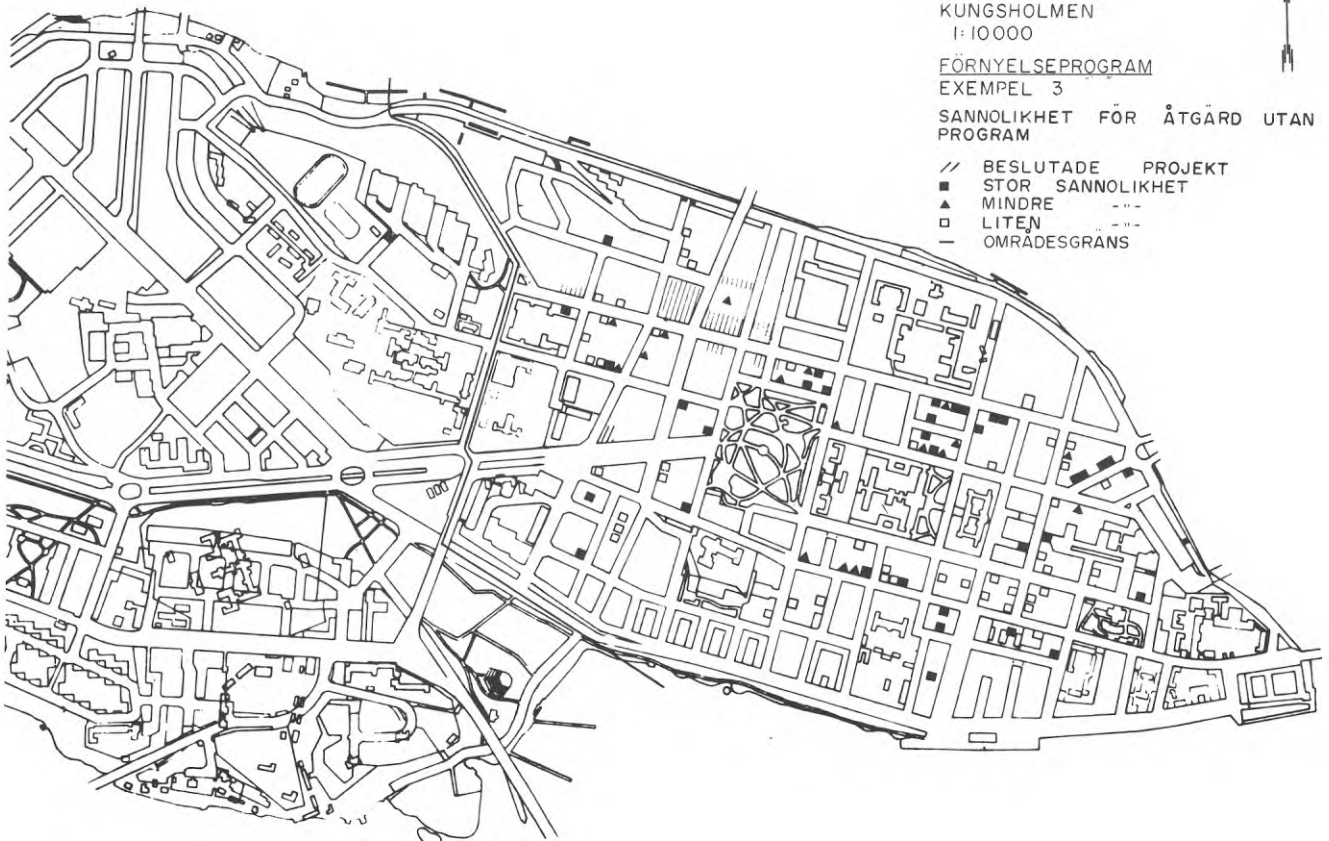 KUNGSHOLMEN
1:10000
FÖRNYELSEPROGRAM
EXEMPEL 3
SANNOLIKHET FÖR ÅTGÄRD UTAN
PROGRAM
// BESLUTADE PROJEKT
■ STOR SANNOLIKHET
▲ MINDRE -"-
□ LITEN -"-
— OMRÅDESGRÄNS